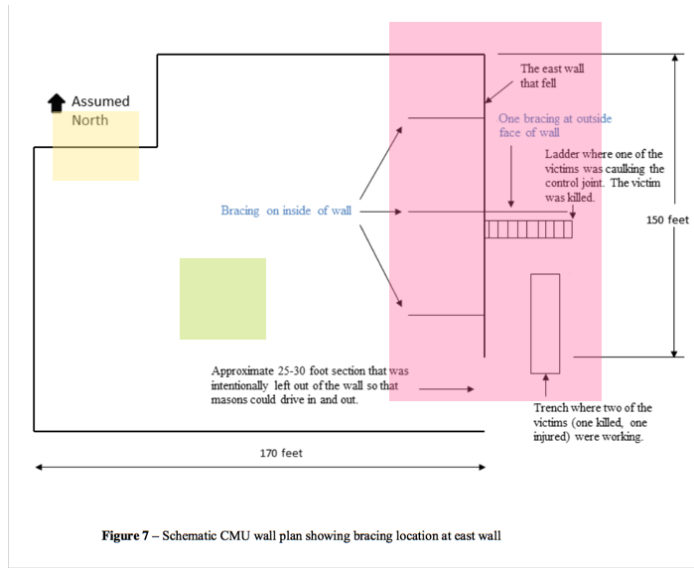 The east wall
that fell
Assumed
North
One bracing at outside
face of wall
Ladder where one of the
victims was caulking the
control joint. The victim
was killed.
Bracing on inside of wall
150 feet
Approximate 25-30 foot section that was
intentionally left out of the wall so that
masons could drive in and out.
Trench where two of the
victims (one killed, one
injured) were working.
170 feet
Figure 7 – Schematic CMU wall plan showing bracing location at east wall